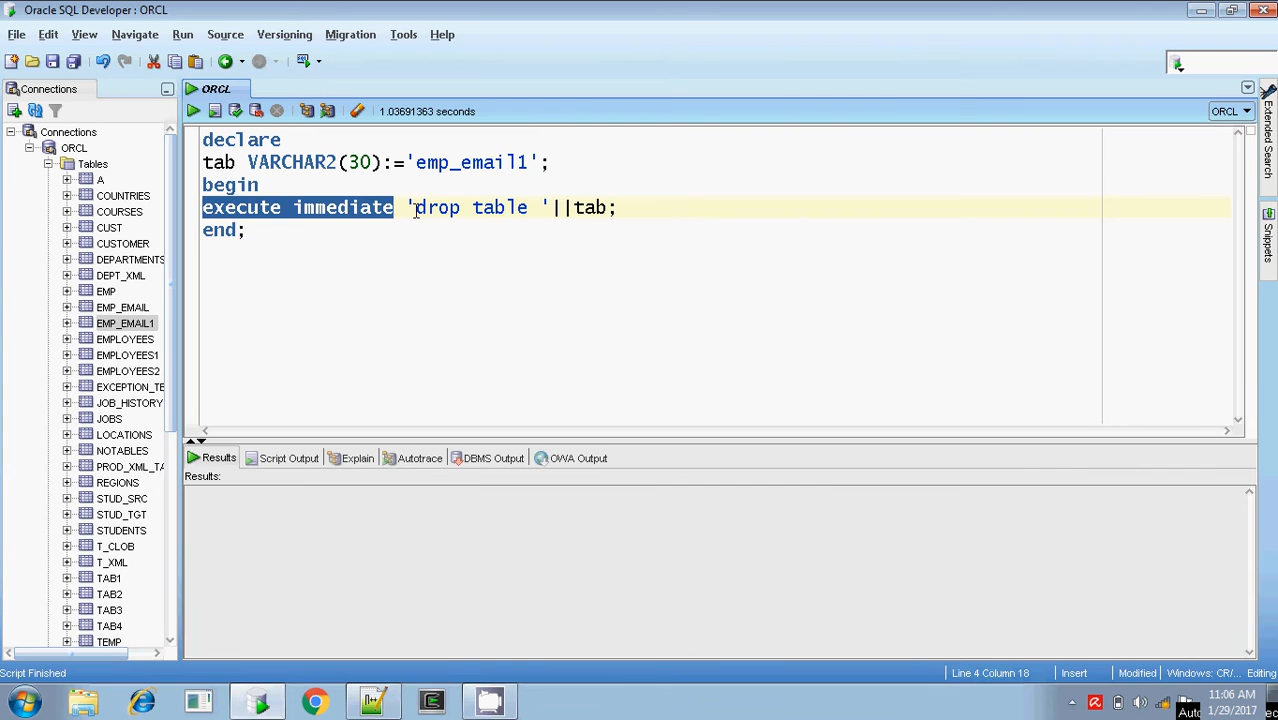 Oracle SQL Developer : ORCL
File Edit View Navigate Run Source Versioning Migration Tools Help
Connections
ORCL
1.03691363 seconds
ORCL
Connections
ORCL
Tables
A
COUNTRIES
COURSES
CUST
CUSTOMER
DEPARTMENTS
DEPT_XML
EMP
EMP_EMAIL
EMP_EMAIL1
EMPLOYEES
EMPLOYEES1
EMPLOYEES2
EXCEPTION_TE
JOB_HISTORY
JOBS
LOCATIONS
NOTABLES
PROD_XML_TA
REGIONS
STUD_SRC
STUD_TGT
STUDENTS
T_CLOB
T_XML
TAB1
TAB2
TAB3
TAB4
TEMP
declare
tab VARCHAR2(30):='emp_email1';
begin
execute immediate 'drop table '||tab;
end;
Results Script Output Explain Autotrace DBMS Output OWA Output
Results:
Extended Search
Snippets
Script Finished
Line 4 Column 18 Insert Modified Windows: CR/... Editing
11:06 AM
1/29/2017